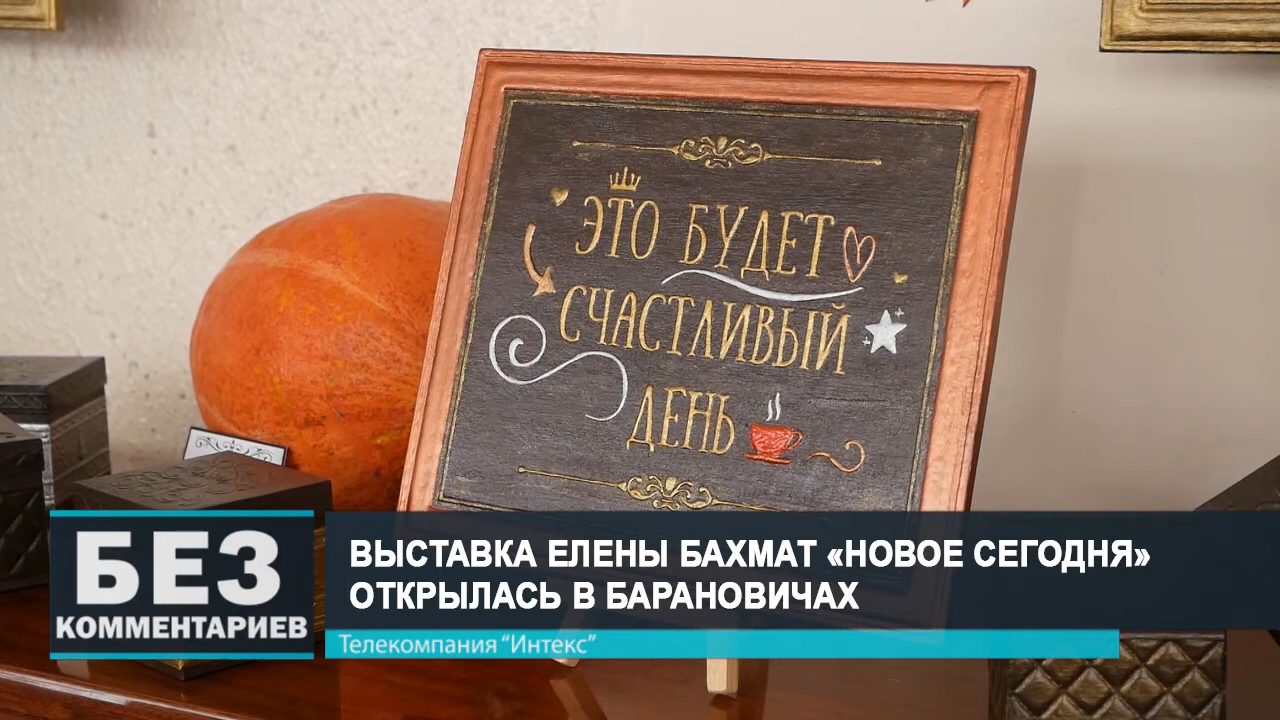 ЭТО БУДЕТ
СЧАСТЛИВЫЙ
ДЕНЬ
БЕЗ
КОММЕНТАРИЕВ
ВЫСТАВКА ЕЛЕНЫ БАХМАТ «НОВОЕ СЕГОДНЯ»
ОТКРЫЛАСЬ В БАРАНОВИЧАХ
Телекомпания “Интекс”